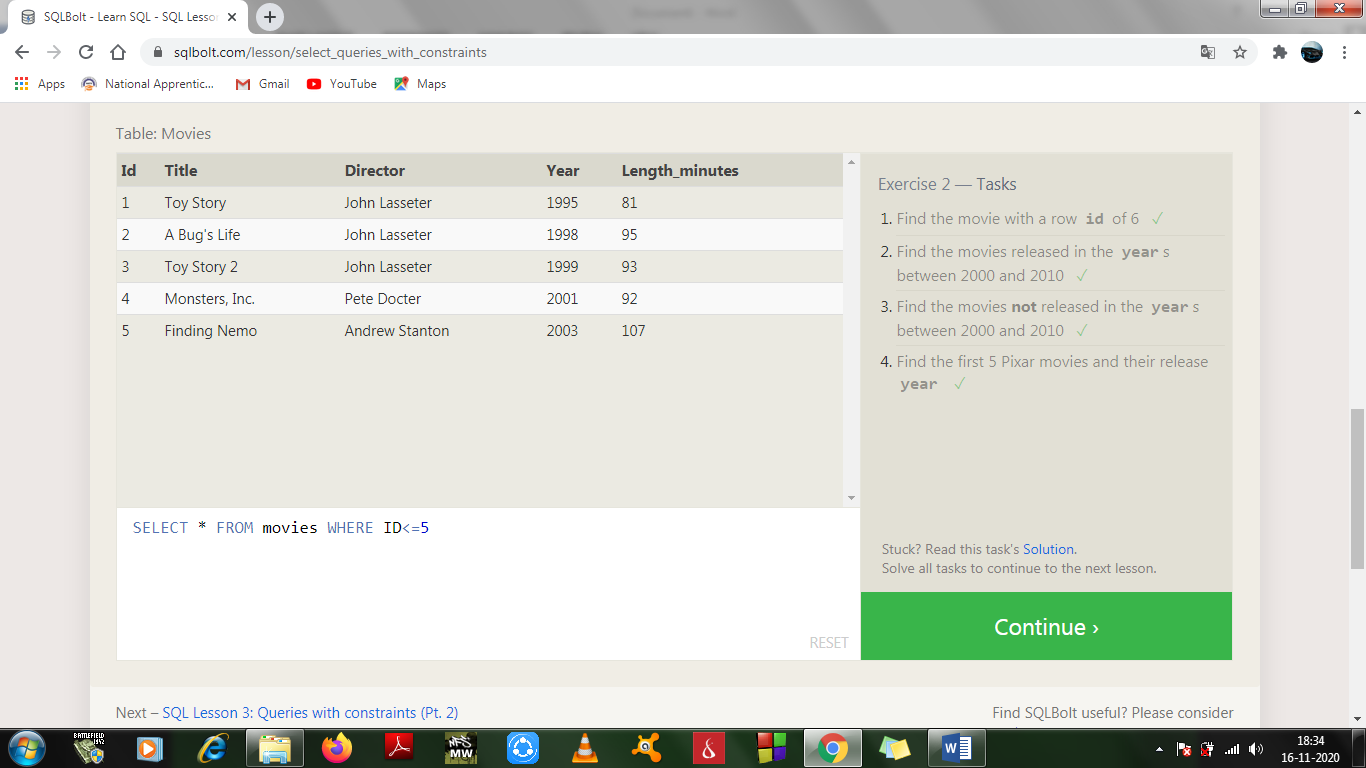 SQLBolt - Learn SQL - SQL Lesson
sqlbolt.com/lesson/select_queries_with_constraints
Apps National Apprentic... Gmail YouTube Maps
Table: Movies
Id Title Director Year Length_minutes
1 Toy Story John Lasseter 1995 81
2 A Bug's Life John Lasseter 1998 95
3 Toy Story 2 John Lasseter 1999 93
4 Monsters, Inc. Pete Docter 2001 92
5 Finding Nemo Andrew Stanton 2003 107
Exercise 2 — Tasks
1. Find the movie with a row id of 6 ✓
2. Find the movies released in the year s
between 2000 and 2010 ✓
3. Find the movies not released in the year s
between 2000 and 2010 ✓
4. Find the first 5 Pixar movies and their release
year ✓
SELECT * FROM movies WHERE ID<=5
RESET
Stuck? Read this task's Solution.
Solve all tasks to continue to the next lesson.
Continue ›
Next – SQL Lesson 3: Queries with constraints (Pt. 2)
Find SQLBolt useful? Please consider
BATTLEFIELD
1942
NFS
MW
18:34
16-11-2020